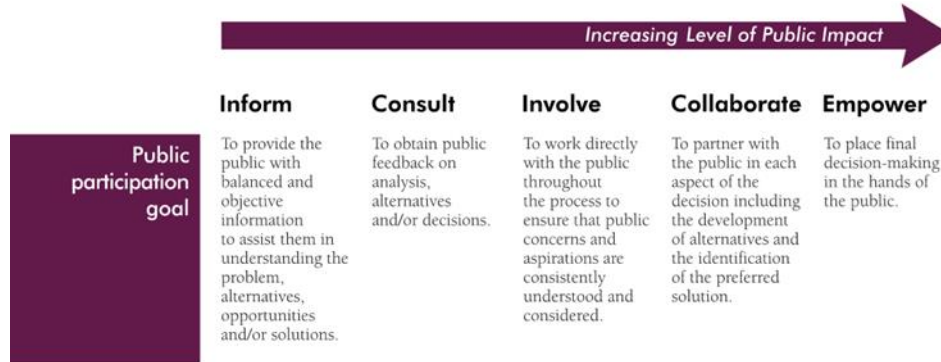 Increasing Level of Public Impact
Inform
Consult
Involve
Collaborate
Empower
Public
participation
goal
To provide the
public with
balanced and
objective
information
to assist them in
understanding the
problem,
alternatives,
opportunities
and/or solutions.
To obtain public
feedback on
analysis,
alternatives
and/or decisions.
To work directly
with the public
throughout
the process to
ensure that public
concerns and
aspirations are
consistently
understood and
considered.
To partner with
the public in each
aspect of the
decision including
the development
of alternatives and
the identification
of the preferred
solution.
To place final
decision-making
in the hands of
the public.